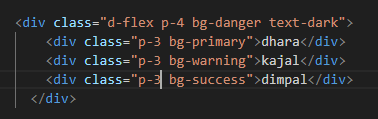 <div class="d-flex p-4 bg-danger text-dark">
<div class="p-3 bg-primary">dhara</div>
<div class="p-3 bg-warning">kajal</div>
<div class="p-3 bg-success">dimpal</div>
</div>